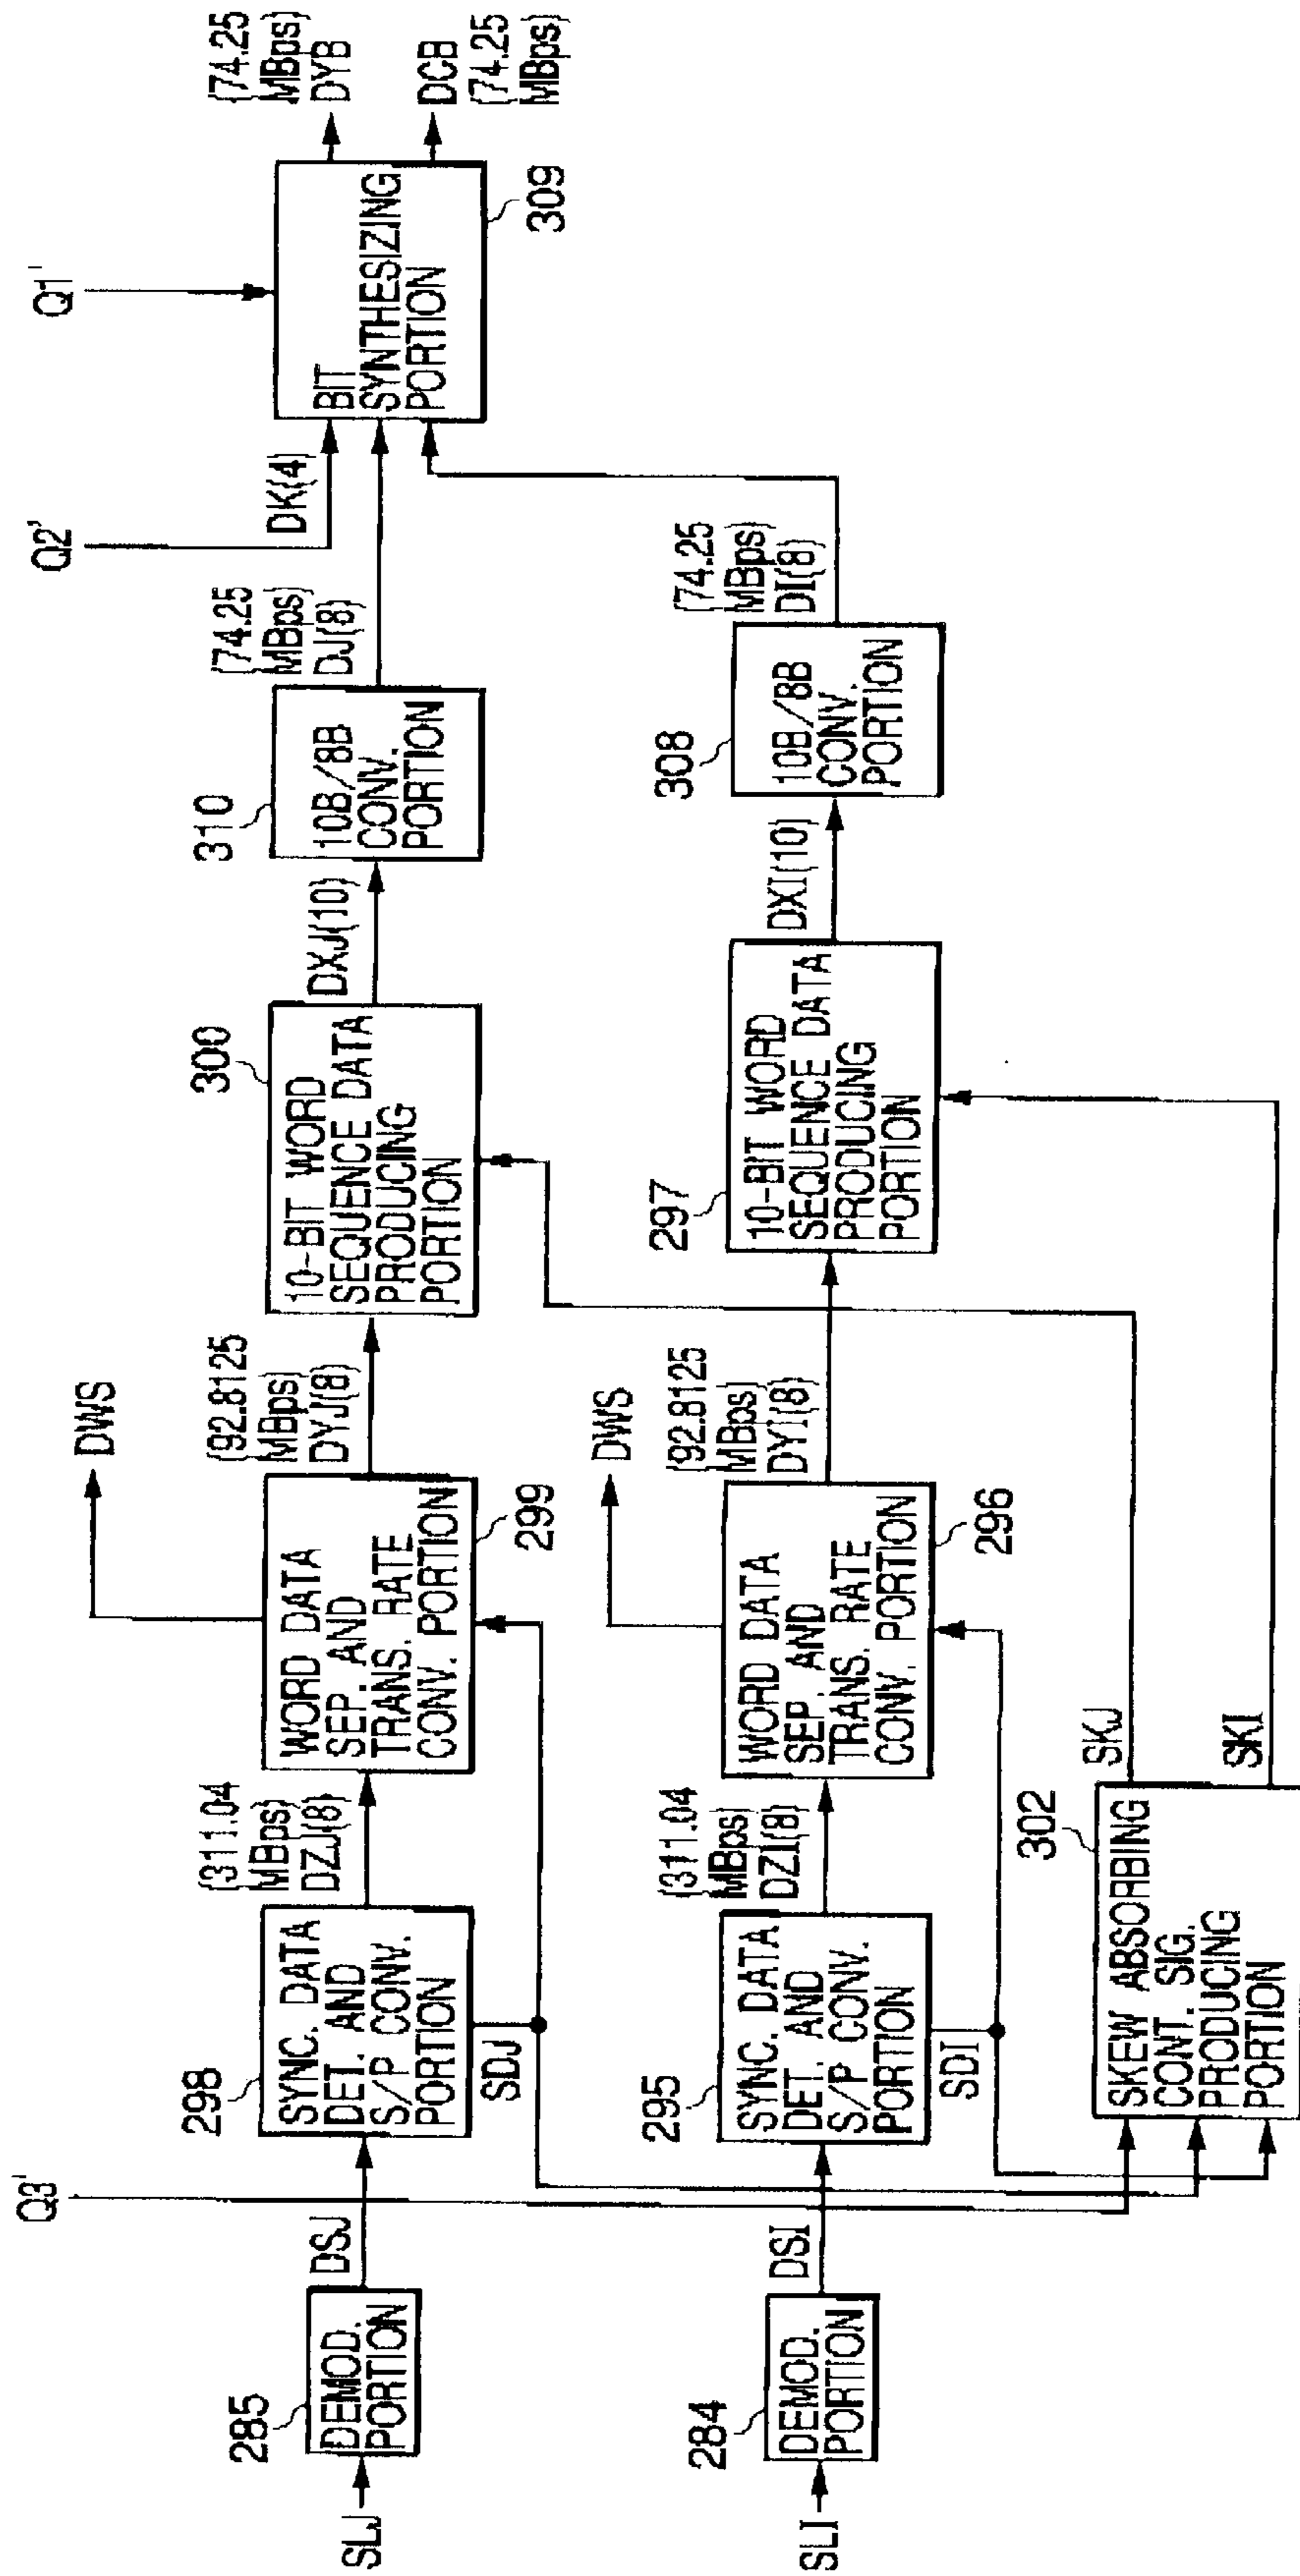 Q3'
Q2'
Q1'
SLJ
285
DEMOD.
PORTION
DSJ
298
SYNC. DATA
DET. AND
S/P CONV.
PORTION
SDJ
(311.04
MBps)
DZJ(8)
WORD DATA
SEP. AND
TRANS. RATE
CONV. PORTION
299
DWS
(92.8125
MBps)
DYJ(8)
300
10-BIT WORD
SEQUENCE DATA
PRODUCING
PORTION
DXJ(10)
310
10B/8B
CONV.
PORTION
(74.25
MBps)
DJ(8)
DK(4)
BIT
SYNTHESIZING
PORTION
309
(74.25
MBps)
DYB
DCB
(74.25
MBps)
SLI
284
DEMOD.
PORTION
DSI
295
SYNC. DATA
DET. AND
S/P CONV.
PORTION
SDI
(311.04
MBps)
DZI(8)
WORD DATA
SEP. AND
TRANS. RATE
CONV. PORTION
296
DWS
(92.8125
MBps)
DYI(8)
297
10-BIT WORD
SEQUENCE DATA
PRODUCING
PORTION
DXI(10)
308
10B/8B
CONV.
PORTION
(74.25
MBps)
DI(8)
302
SKEW ABSORBING
CONT. SIG.
PRODUCING
PORTION
SKJ
SKI